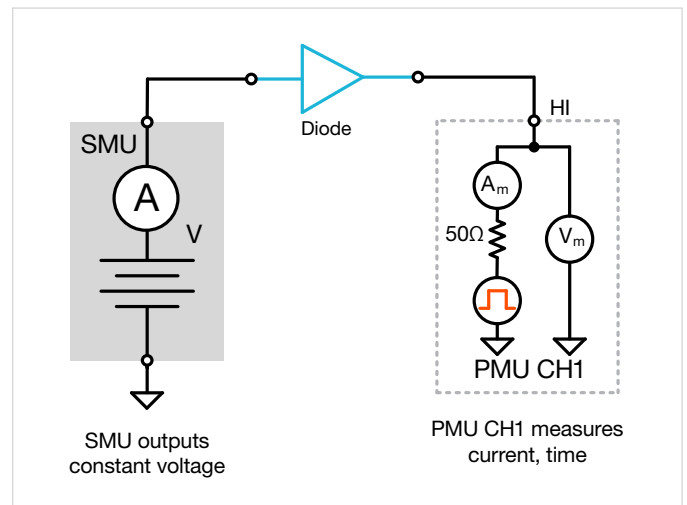 Diode
HI
SMU
A
V
Am
50Ω
Vm
PMU CH1
SMU outputs
constant voltage
PMU CH1 measures
current, time